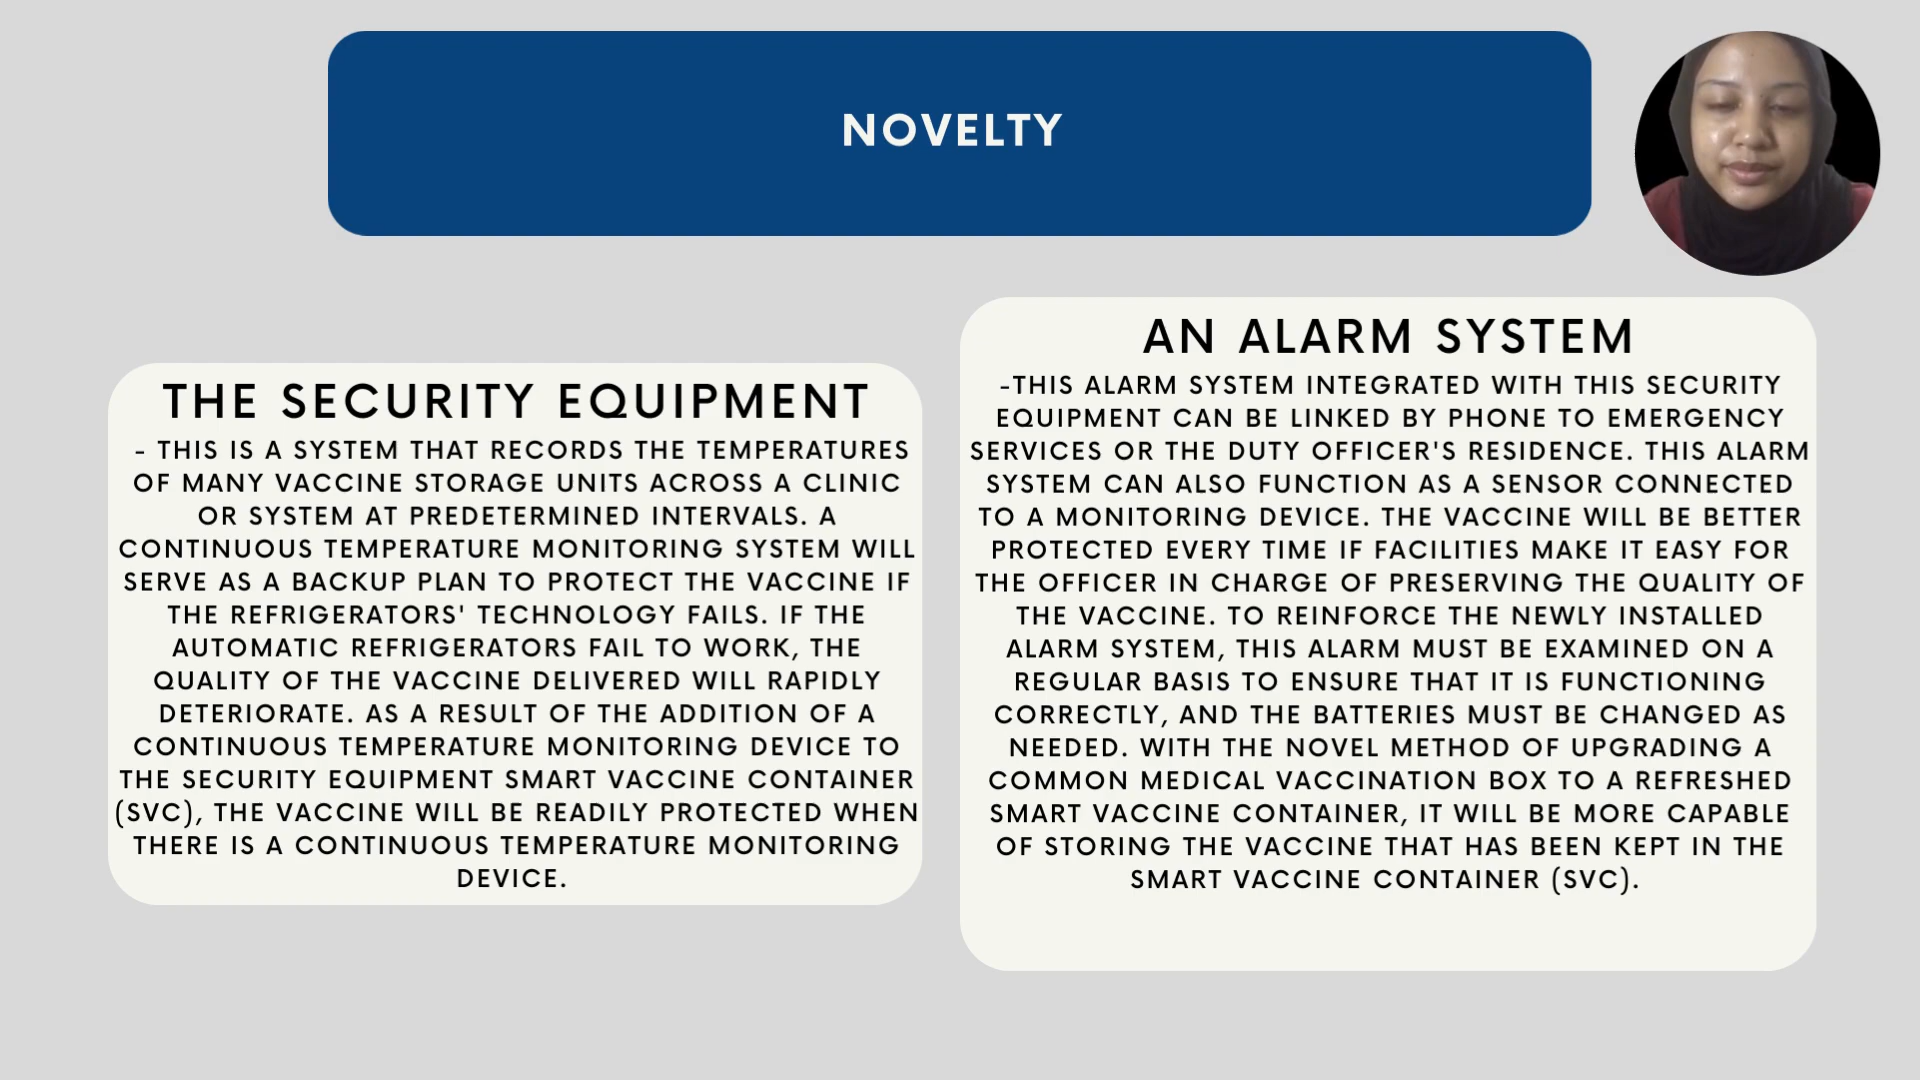 NOVELTY
THE SECURITY EQUIPMENT
- THIS IS A SYSTEM THAT RECORDS THE TEMPERATURES
OF MANY VACCINE STORAGE UNITS ACROSS A CLINIC
OR SYSTEM AT PREDETERMINED INTERVALS. A
CONTINUOUS TEMPERATURE MONITORING SYSTEM WILL
SERVE AS A BACKUP PLAN TO PROTECT THE VACCINE IF
THE REFRIGERATORS' TECHNOLOGY FAILS. IF THE
AUTOMATIC REFRIGERATORS FAIL TO WORK, THE
QUALITY OF THE VACCINE DELIVERED WILL RAPIDLY
DETERIORATE. AS A RESULT OF THE ADDITION OF A
CONTINUOUS TEMPERATURE MONITORING DEVICE TO
THE SECURITY EQUIPMENT SMART VACCINE CONTAINER
(SVC), THE VACCINE WILL BE READILY PROTECTED WHEN
THERE IS A CONTINUOUS TEMPERATURE MONITORING
DEVICE.
AN ALARM SYSTEM
-THIS ALARM SYSTEM INTEGRATED WITH THIS SECURITY
EQUIPMENT CAN BE LINKED BY PHONE TO EMERGENCY
SERVICES OR THE DUTY OFFICER'S RESIDENCE. THIS ALARM
SYSTEM CAN ALSO FUNCTION AS A SENSOR CONNECTED
TO A MONITORING DEVICE. THE VACCINE WILL BE BETTER
PROTECTED EVERY TIME IF FACILITIES MAKE IT EASY FOR
THE OFFICER IN CHARGE OF PRESERVING THE QUALITY OF
THE VACCINE. TO REINFORCE THE NEWLY INSTALLED
ALARM SYSTEM, THIS ALARM MUST BE EXAMINED ON A
REGULAR BASIS TO ENSURE THAT IT IS FUNCTIONING
CORRECTLY, AND THE BATTERIES MUST BE CHANGED AS
NEEDED. WITH THE NOVEL METHOD OF UPGRADING A
COMMON MEDICAL VACCINATION BOX TO A REFRESHED
SMART VACCINE CONTAINER, IT WILL BE MORE CAPABLE
OF STORING THE VACCINE THAT HAS BEEN KEPT IN THE
SMART VACCINE CONTAINER (SVC).